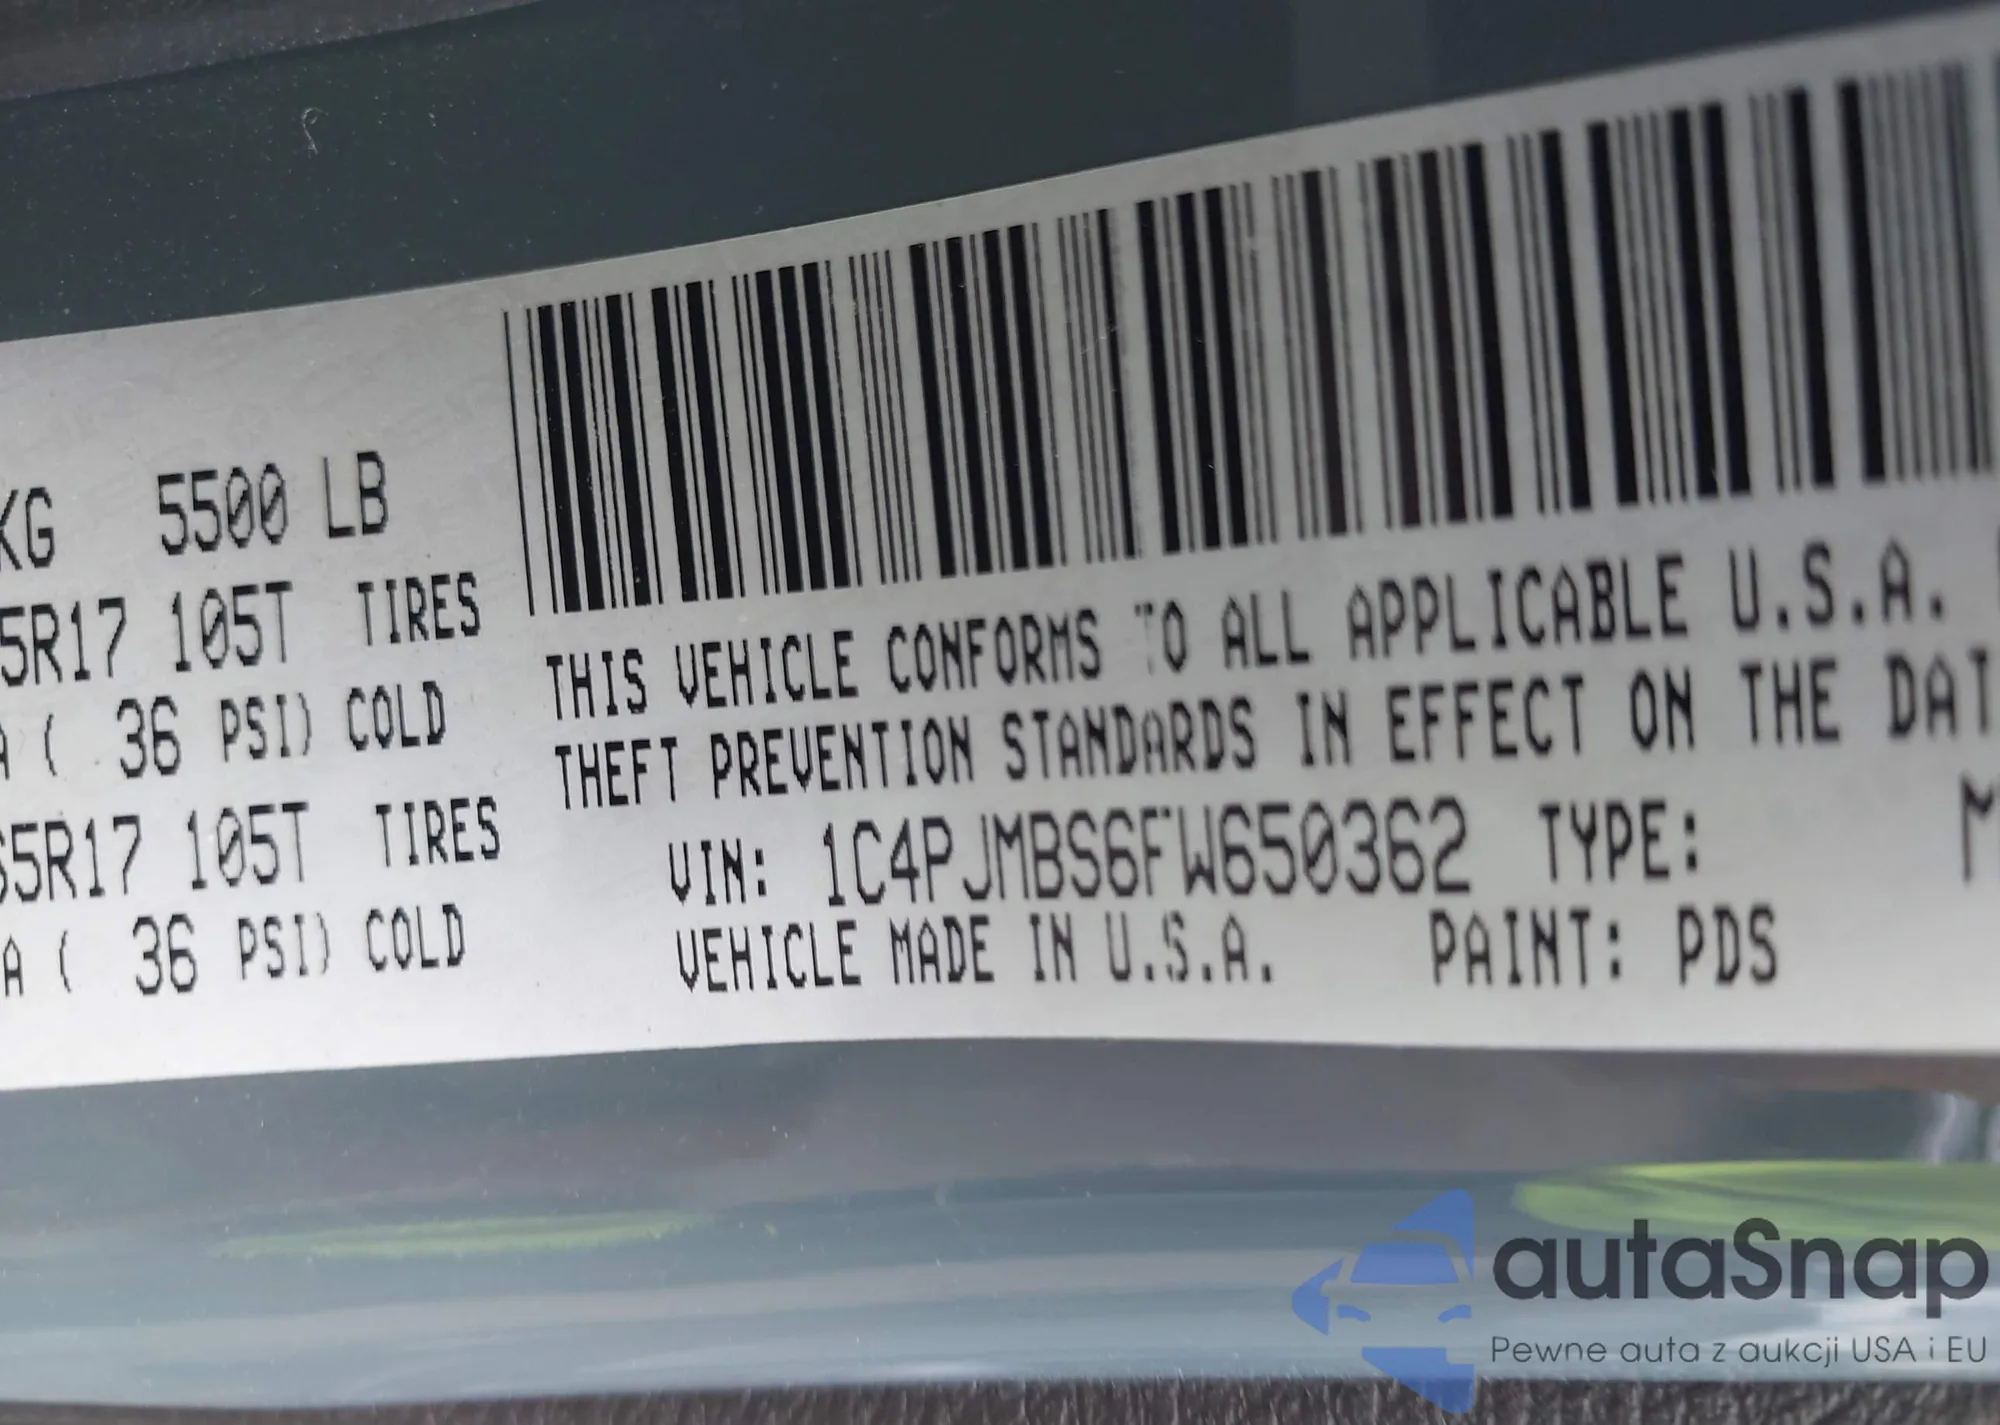 KG 5500 LB
5R17 105T TIRES
A ( 36 PSI) COLD
5R17 105T TIRES
A ( 36 PSI) COLD
THIS VEHICLE CONFORMS TO ALL APPLICABLE U.S.A.
THEFT PREVENTION STANDARDS IN EFFECT ON THE DAT
VIN: 1C4PJMBS6FW650362 TYPE: M
VEHICLE MADE IN U.S.A. PAINT: PDS
autaSnap
Pewne auta z aukcji USA i EU